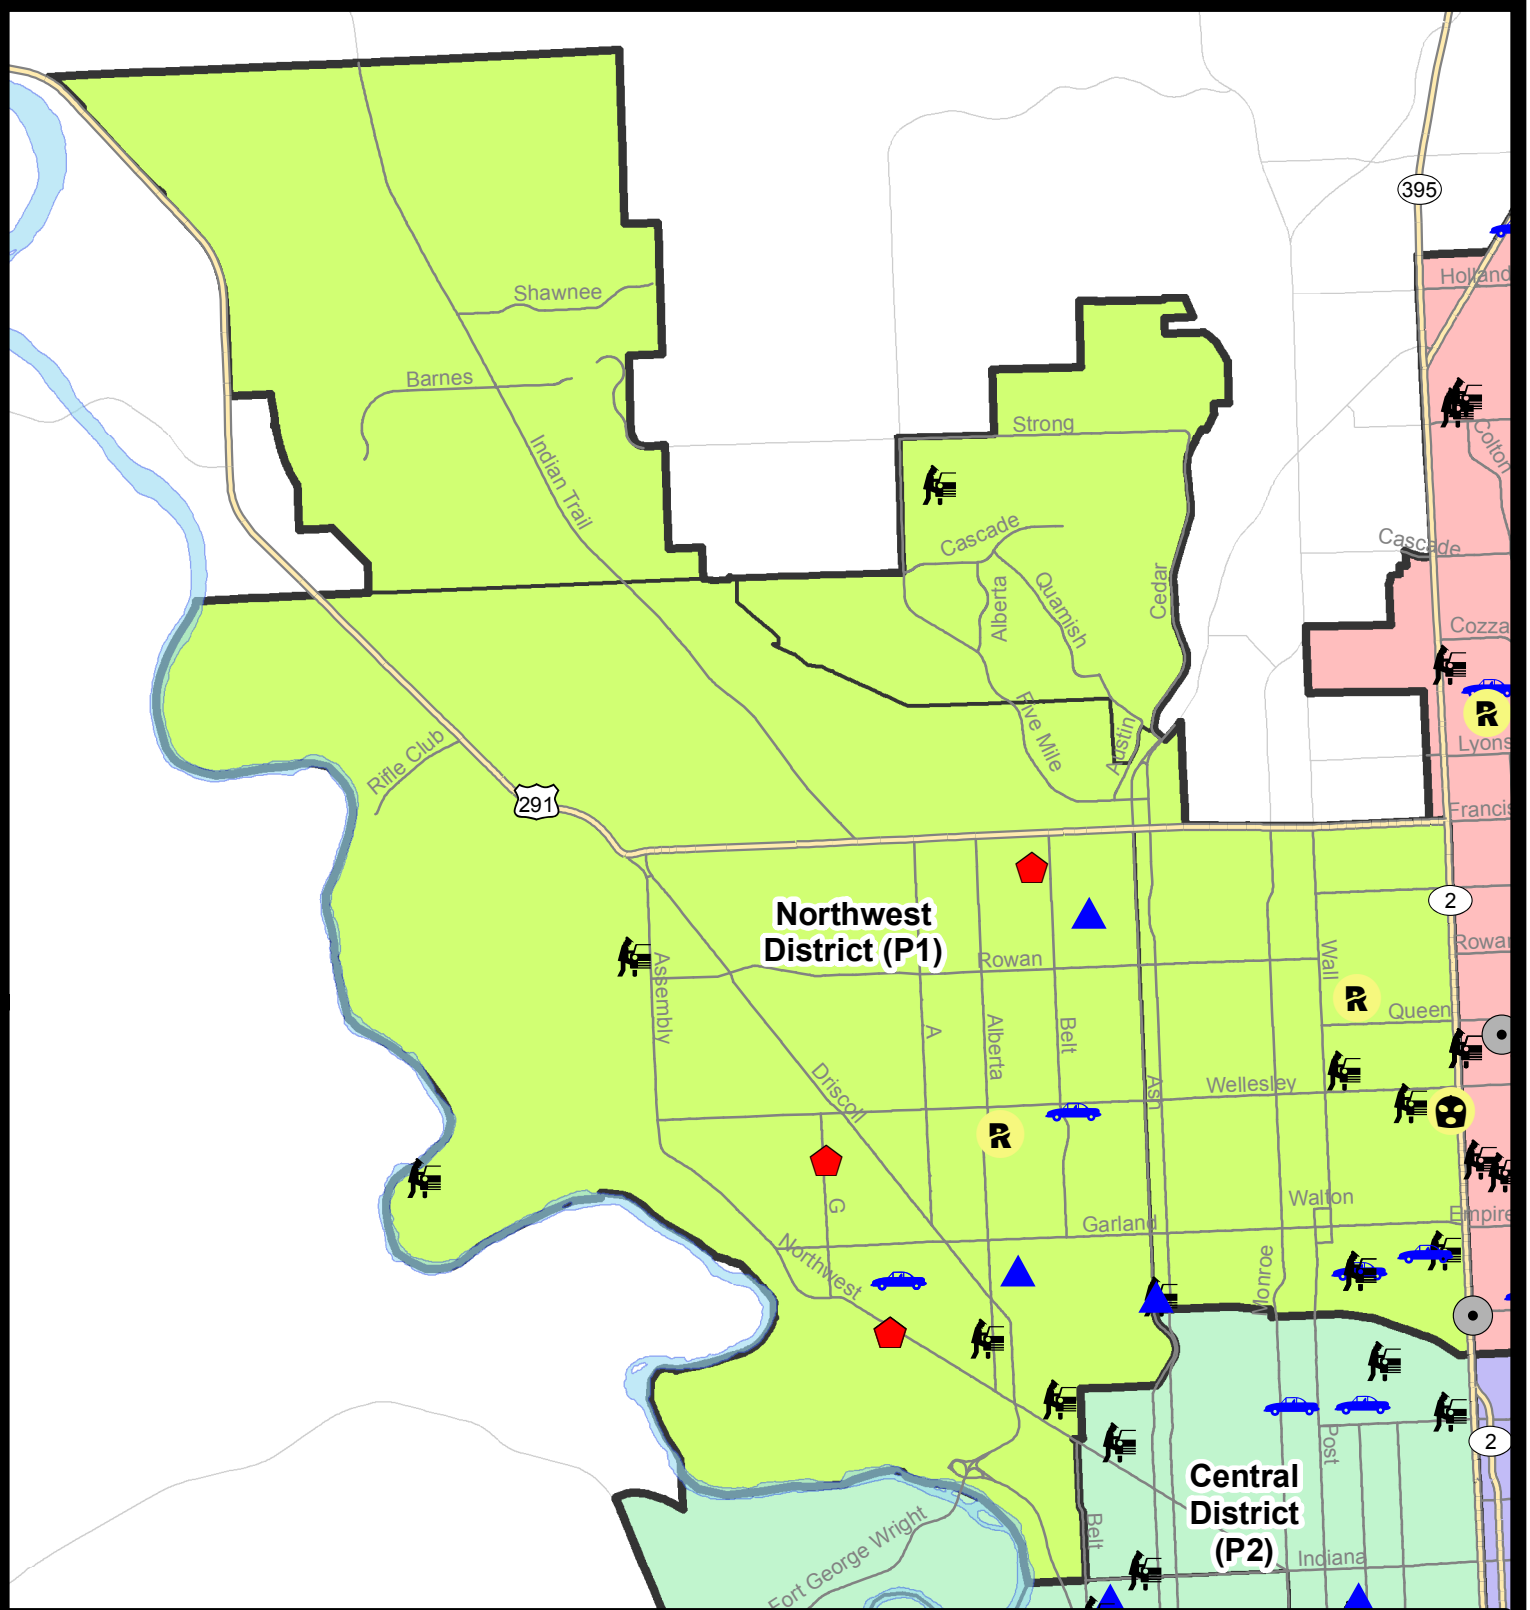 395
Holland
Shawnee
Barnes
Strong
Colton
Indian Trail
Cascade
Cascade
Alberta
Quamish
Cedar
Cozza
Five Mile
Austin
Rifle Club
Lyons
291
Francis
2
Northwest
District (P1)
Rowan
Rowan
Assembly
Wall
Queen
A
Alberta
Belt
Driscoll
Ash
Wellesley
G
Walton
Garland
Empire
Northwest
Monroe
Post
2
Central
District
(P2)
Fort George Wright
Belt
Indiana